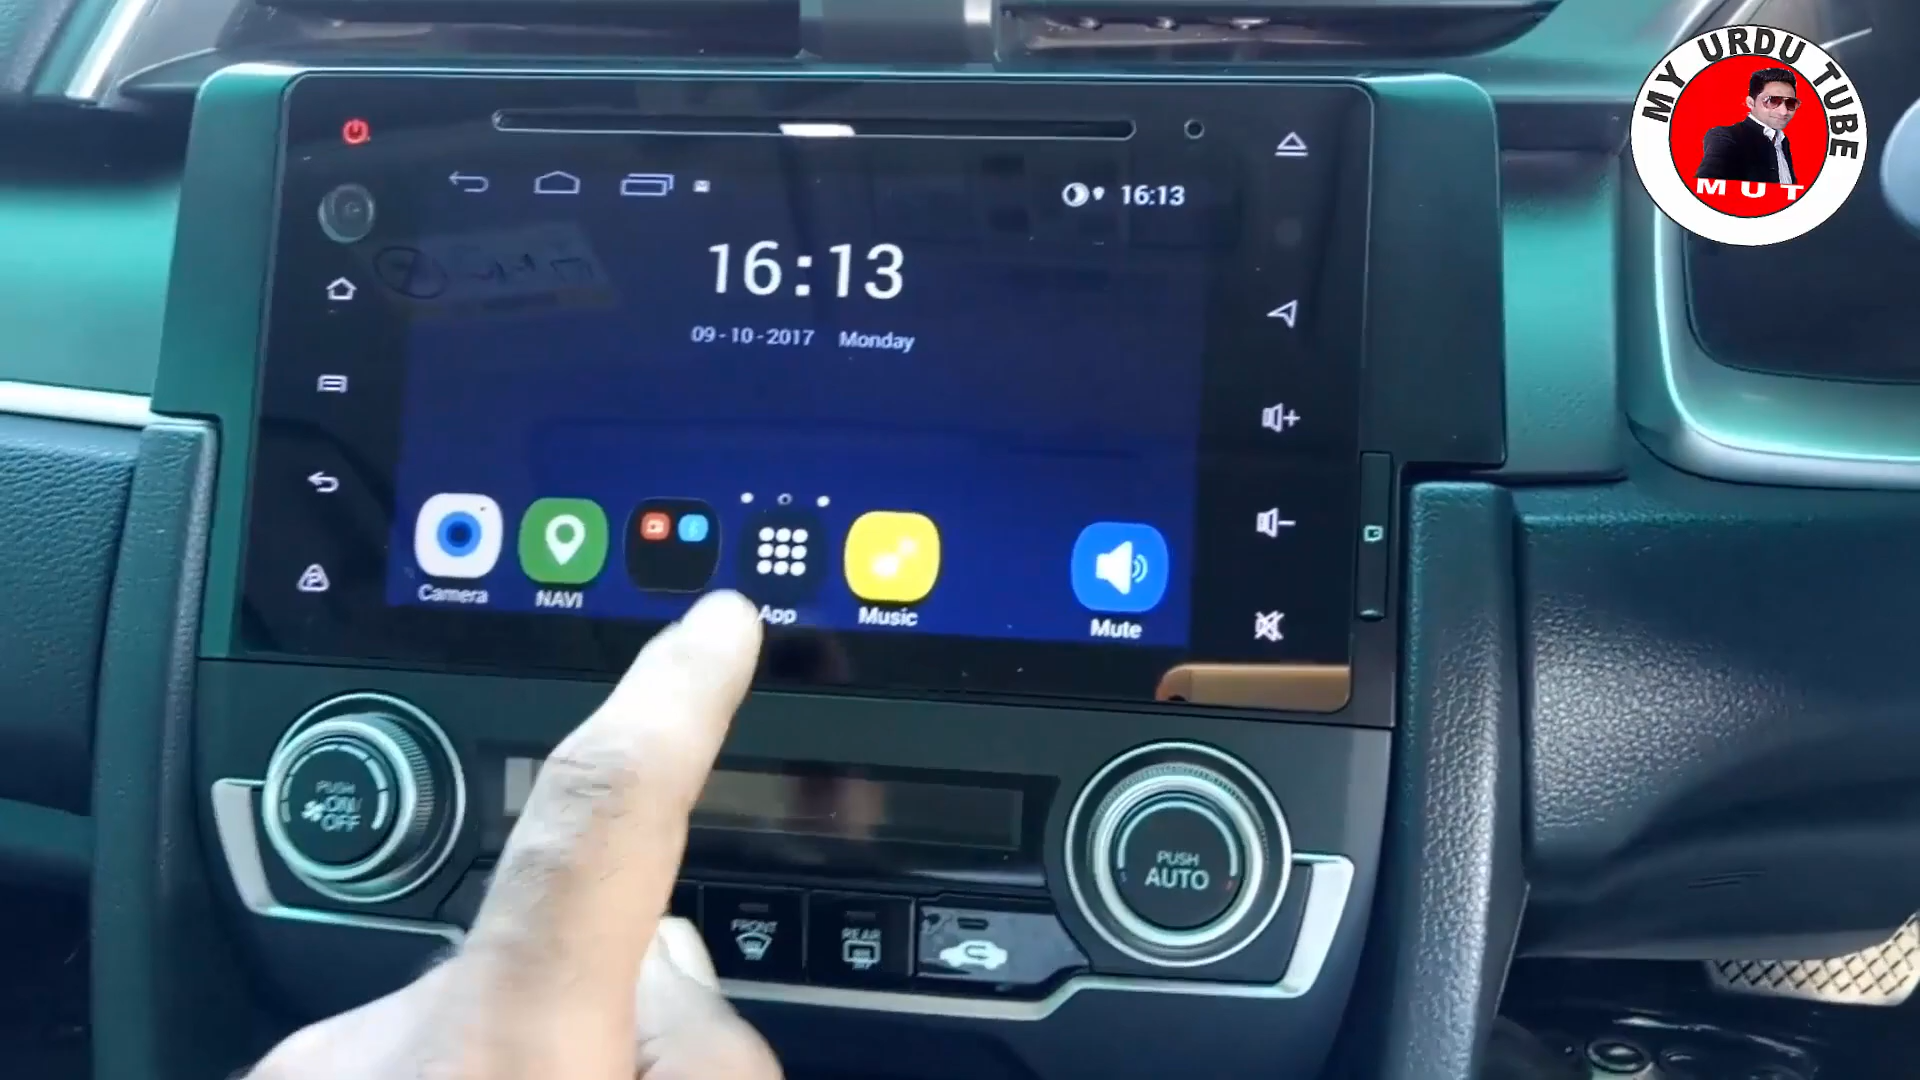 MY URDU TUBE
MUT
16:13
16:13
09-10-2017 Monday
Camera
NAVI
App
Music
Mute
PUSH
ON/
OFF
PUSH
AUTO
FRONT
REAR